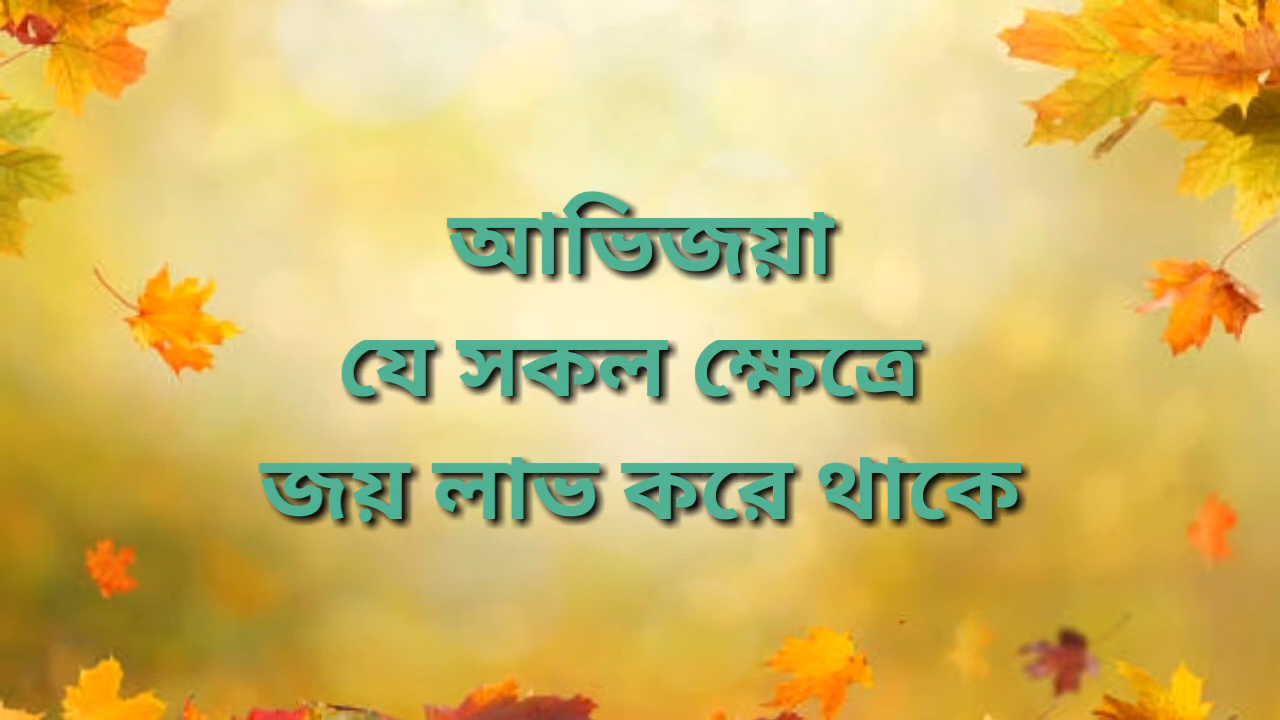 আভিজয়া
যে সকল ক্ষেত্রে
জয় লাভ করে থাকে